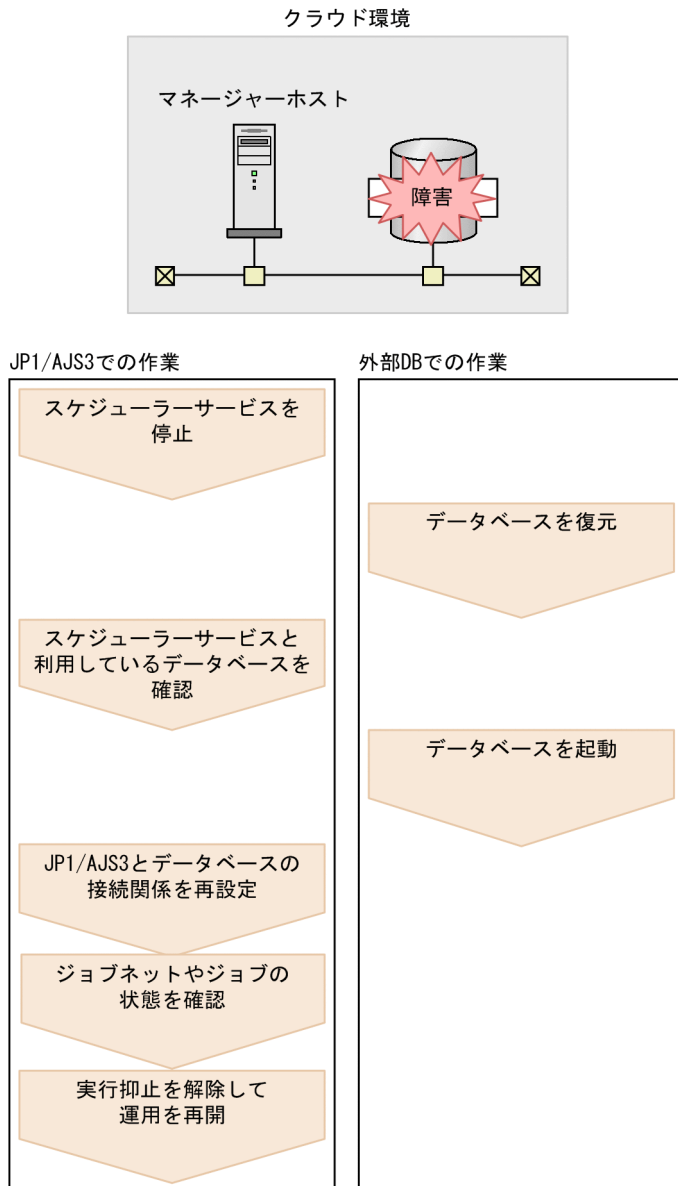 クラウド環境
マネージャーホスト
障害
JP1/AJS3での作業
外部DBでの作業
スケジューラーサービスを
停止
データベースを復元
スケジューラーサービスと
利用しているデータベースを
確認
データベースを起動
JP1/AJS3とデータベースの
接続関係を再設定
ジョブネットやジョブの
状態を確認
実行抑止を解除して
運用を再開